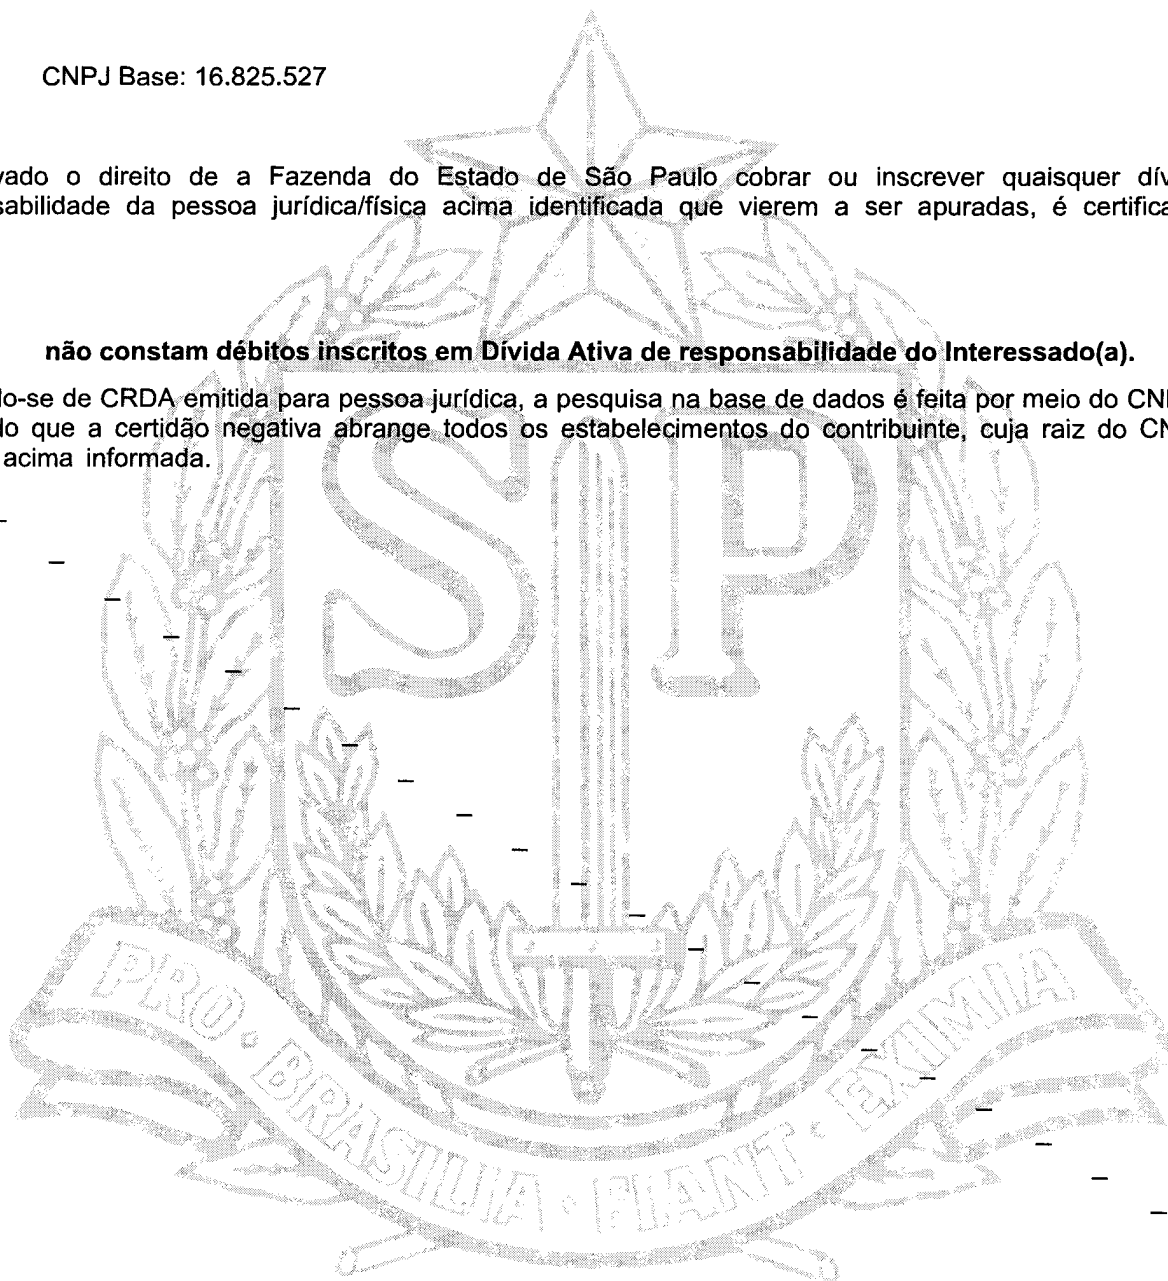 CNPJ Base: 16.825.527
vado o direito de a Fazenda do Estado de São Paulo cobrar ou inscrever quaisquer dív
sabilidade da pessoa jurídica/física acima identificada que vierem a ser apuradas, é certifica
não constam débitos inscritos em Dívida Ativa de responsabilidade do Interessado(a).
do-se de CRDA emitida para pessoa jurídica, a pesquisa na base de dados é feita por meio do CN
do que a certidão negativa abrange todos os estabelecimentos do contribuinte, cuja raiz do CN
acima informada.
SP
PRO · BRASILIA · FIANT · EXIMIA